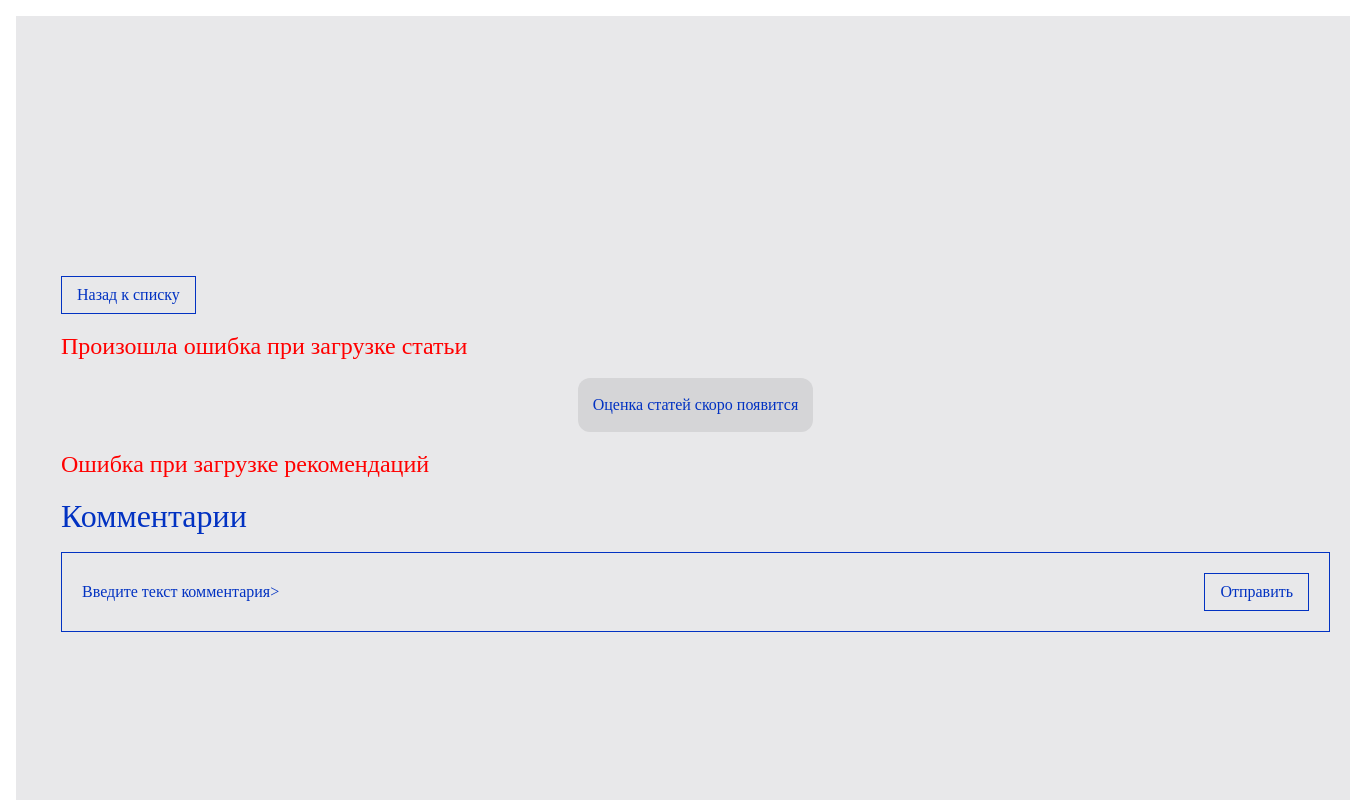 Назад к списку
Произошла ошибка при загрузке статьи
Оценка статей скоро появится
Ошибка при загрузке рекомендаций
Комментарии
Введите текст комментария>
Отправить